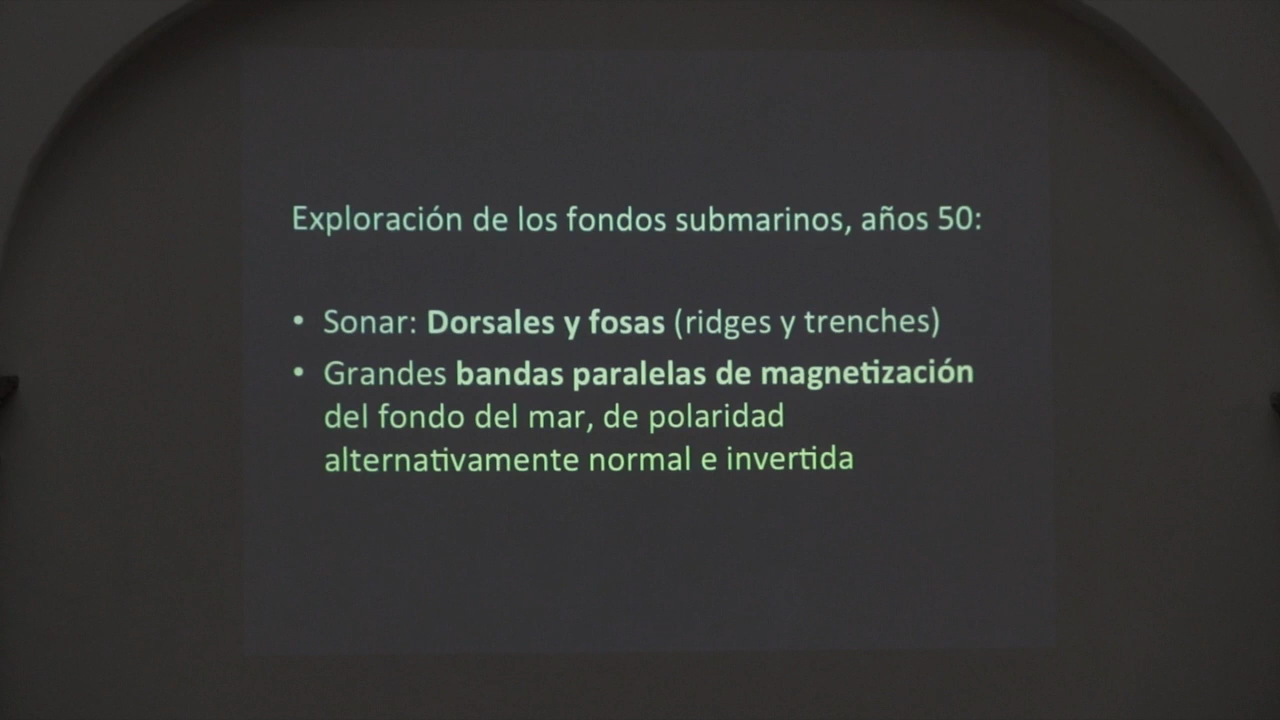 Exploración de los fondos submarinos, años 50:
• Sonar: Dorsales y fosas (ridges y trenches)
• Grandes bandas paralelas de magnetización
del fondo del mar, de polaridad
alternativamente normal e invertida